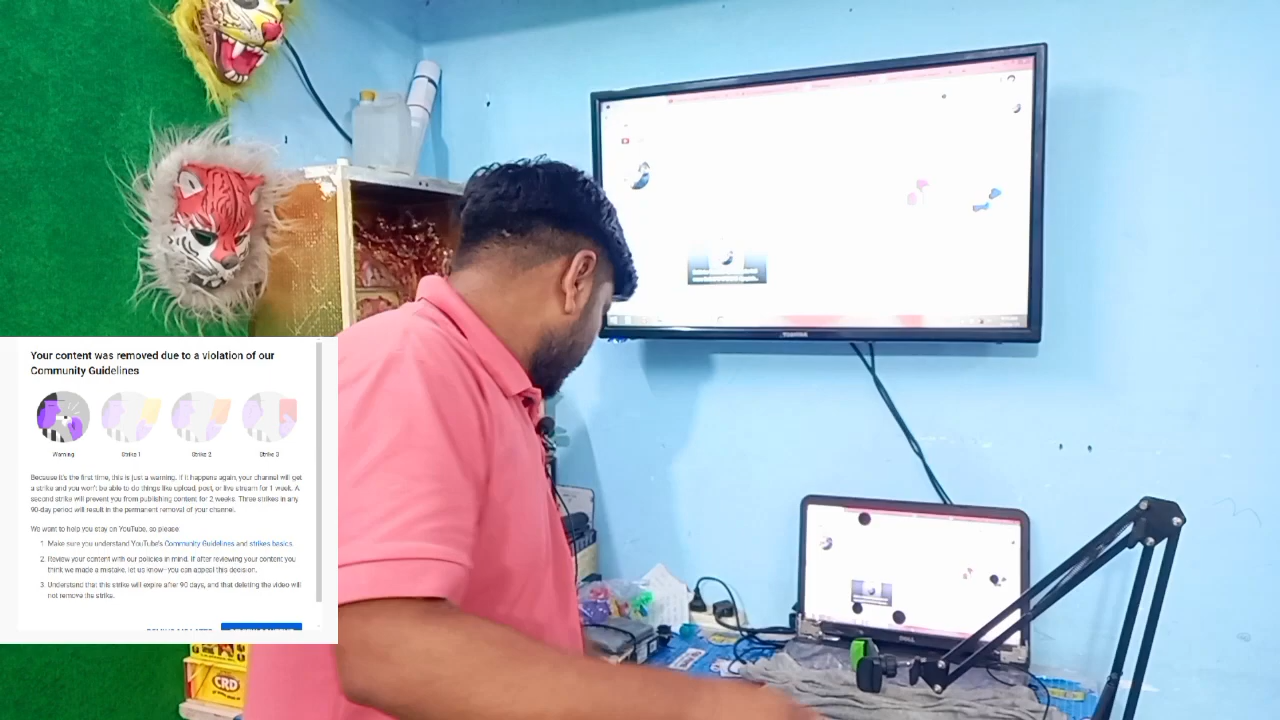 Your content was removed due to a violation of our
Community Guidelines
Warning
Strike 1
Strike 2
Strike 3
Because it's the first time, this is just a warning. If it happens again, your channel will get
a strike and you won't be able to do things like upload, post, or live stream for 1 week. A
second strike will prevent you from publishing content for 2 weeks. Three strikes in any
90-day period will result in the permanent removal of your channel.
We want to help you stay on YouTube, so please:
1. Make sure you understand YouTube's Community Guidelines and strikes basics.
2. Review your content with our policies in mind. If after reviewing your content you
think we made a mistake, let us know- you can appeal this decision.
3. Understand that this strike will expire after 90 days, and that deleting the video will
not remove the strike.
TOSHIBA
DELL
CRD